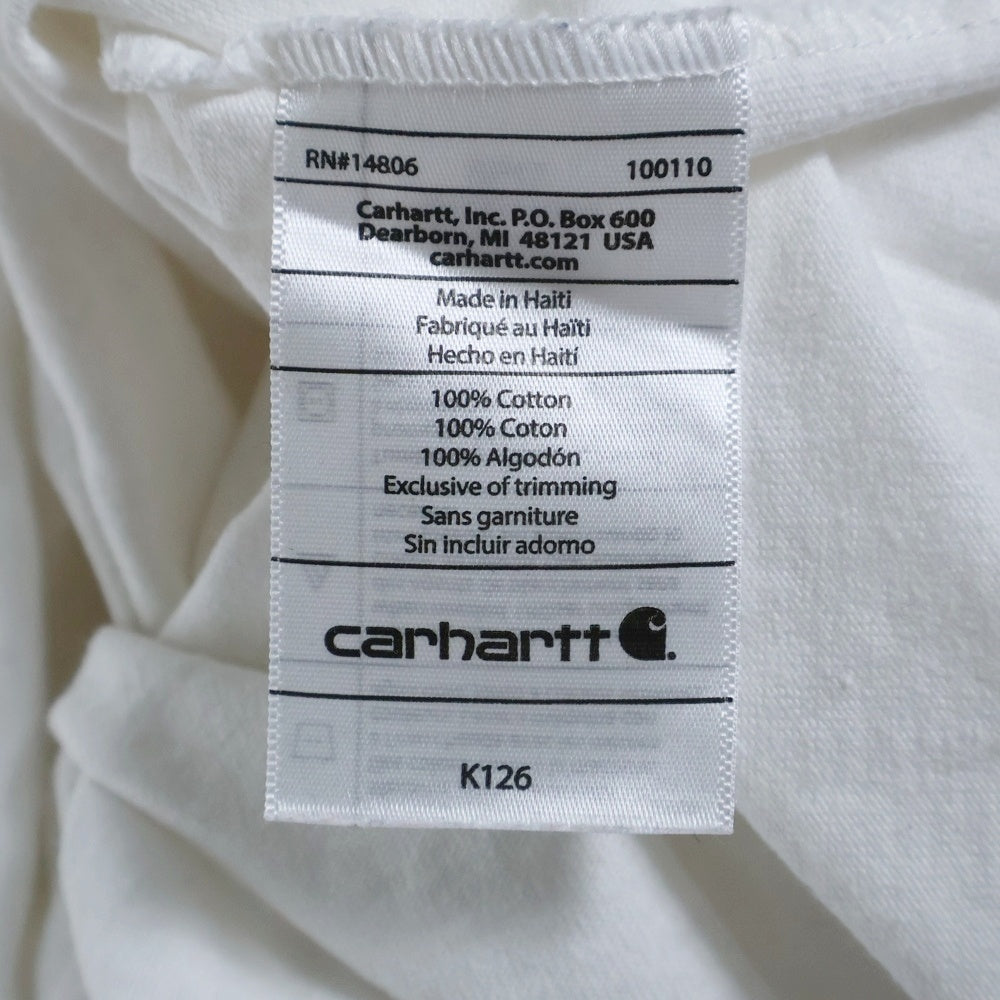 RN#14806 100110
Carhartt, Inc. P.O. Box 600
Dearborn, MI 48121 USA
carhartt.com
Made in Haiti
Fabriqué au Haïti
Hecho en Haití
100% Cotton
100% Coton
100% Algodón
Exclusive of trimming
Sans garniture
Sin incluir adorno
carhartt
K126